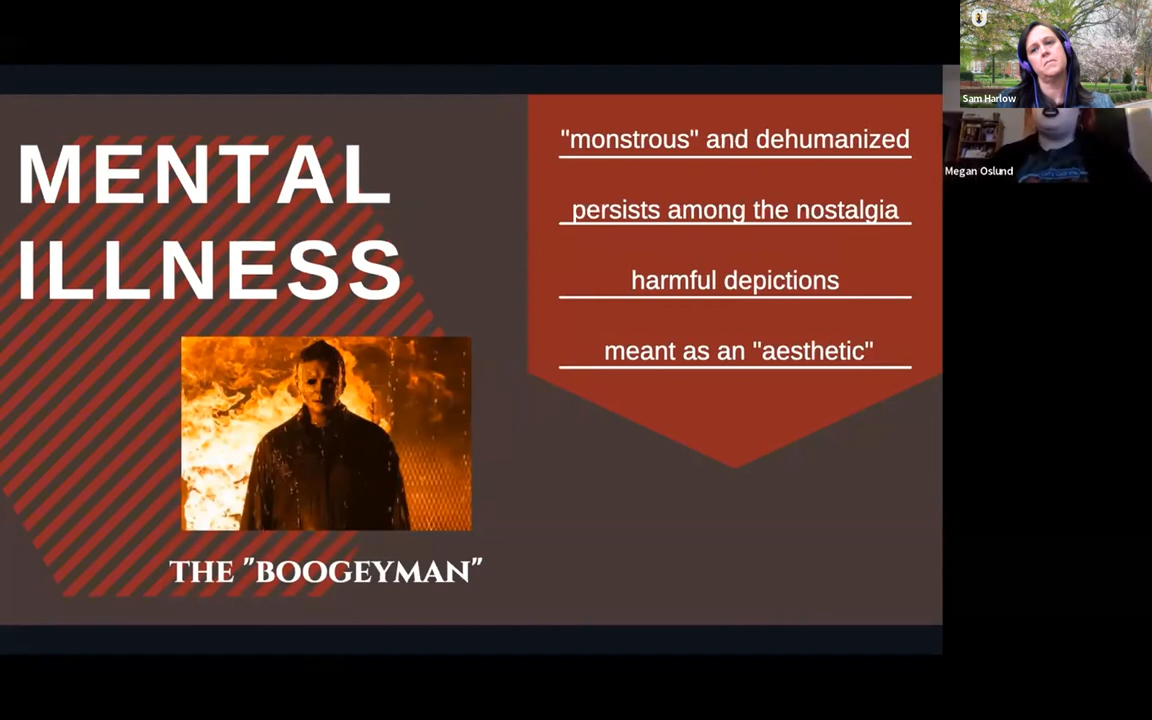 MENTAL
ILLNESS
THE "BOOGEYMAN"
"monstrous" and dehumanized
persists among the nostalgia
harmful depictions
meant as an "aesthetic"
Sam Harlow
Megan Oslund